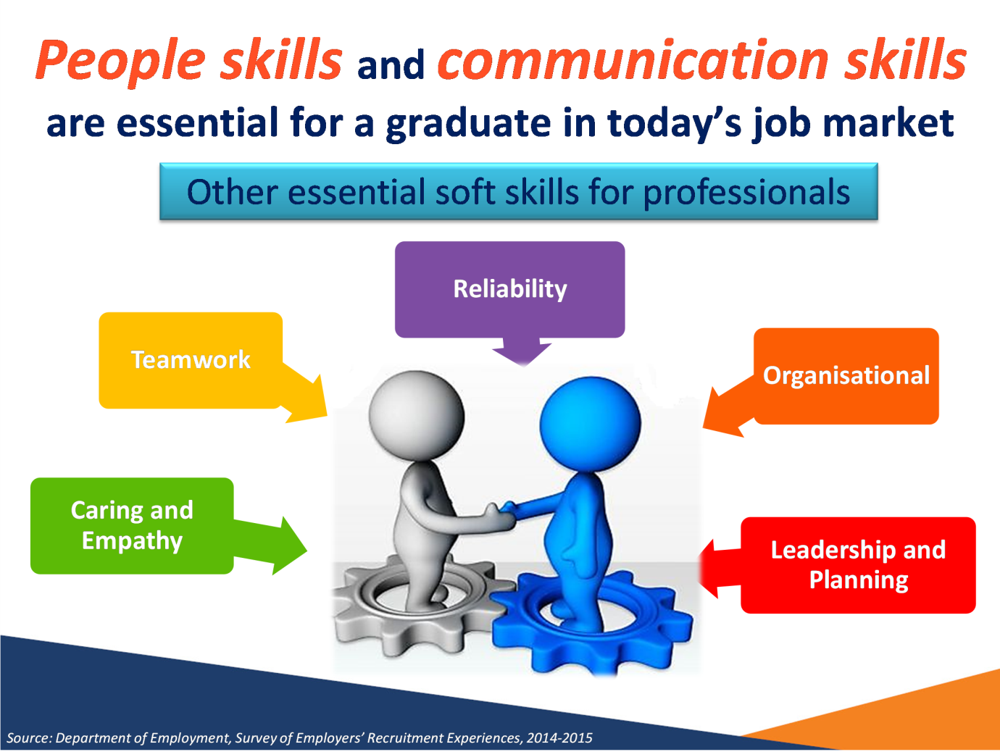 People skills and communication skills
are essential for a graduate in today’s job market
Other essential soft skills for professionals
Reliability
Teamwork
Organisational
Caring and
Empathy
Leadership and
Planning
Source: Department of Employment, Survey of Employers’ Recruitment Experiences, 2014-2015